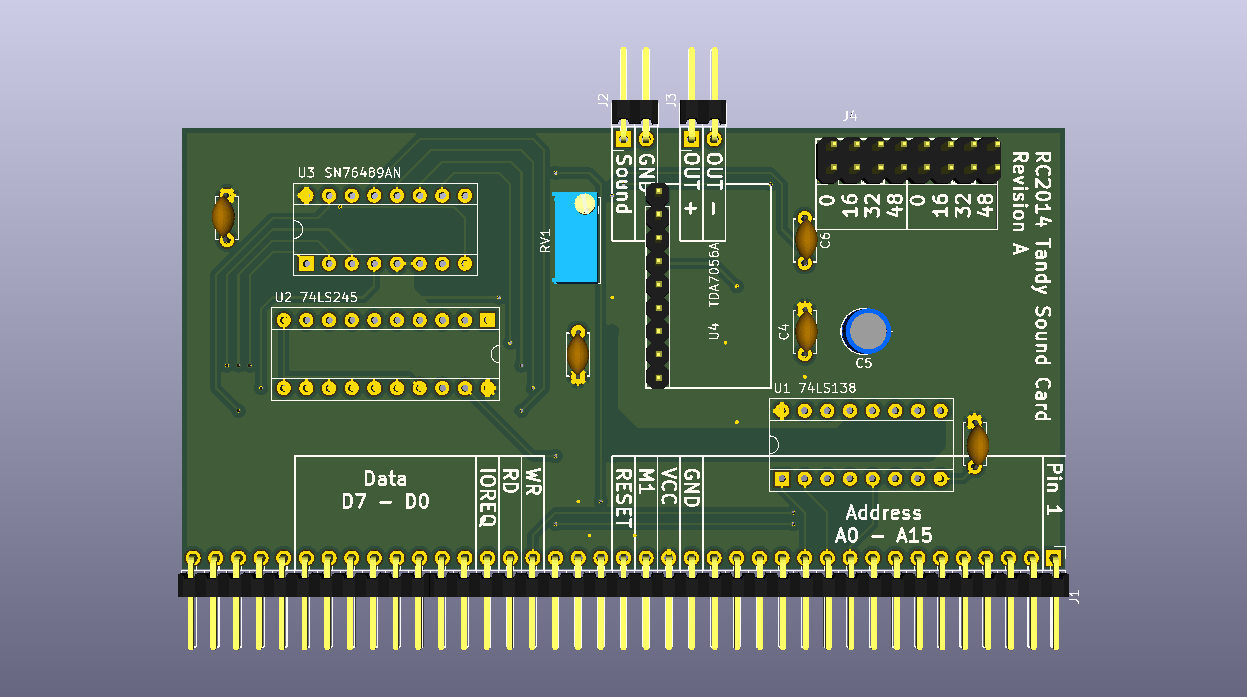 J2
J3
J4
U3 SN76489AN
Sound
GND
OUT +
OUT -
0
16
32
48
0
16
32
48
RC2014 Tandy Sound Card
Revision A
RV1
C6
U2 74LS245
U4 TDA7056A
C4
C5
U1 74LS138
Data
D7 - D0
IOREQ
RD
WR
RESET
M1
VCC
GND
Address
A0 - A15
Pin 1
J1